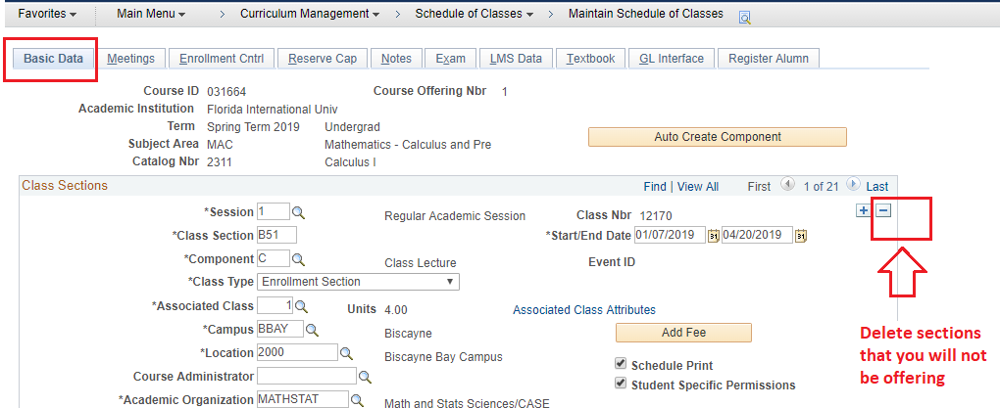 Favorites Main Menu Curriculum Management Schedule of Classes Maintain Schedule of Classes
Basic Data Meetings Enrollment Cntrl Reserve Cap Notes Exam LMS Data Textbook GL Interface Register Alumn
Course ID 031664 Course Offering Nbr 1
Academic Institution Florida International Univ
Term Spring Term 2019 Undergrad
Subject Area MAC Mathematics - Calculus and Pre
Auto Create Component
Catalog Nbr 2311 Calculus I
Class Sections Find | View All First 1 of 21 Last
*Session 1 Regular Academic Session Class Nbr 12170 + −
*Class Section B51 *Start/End Date 01/07/2019 31 04/20/2019 31
*Component C Class Lecture Event ID
*Class Type Enrollment Section
*Associated Class 1 Units 4.00 Associated Class Attributes
*Campus BBAY Biscayne Add Fee
*Location 2000 Biscayne Bay Campus
Schedule Print
Course Administrator Student Specific Permissions
*Academic Organization MATHSTAT Math and Stats Sciences/CASE
Delete sections
that you will not
be offering